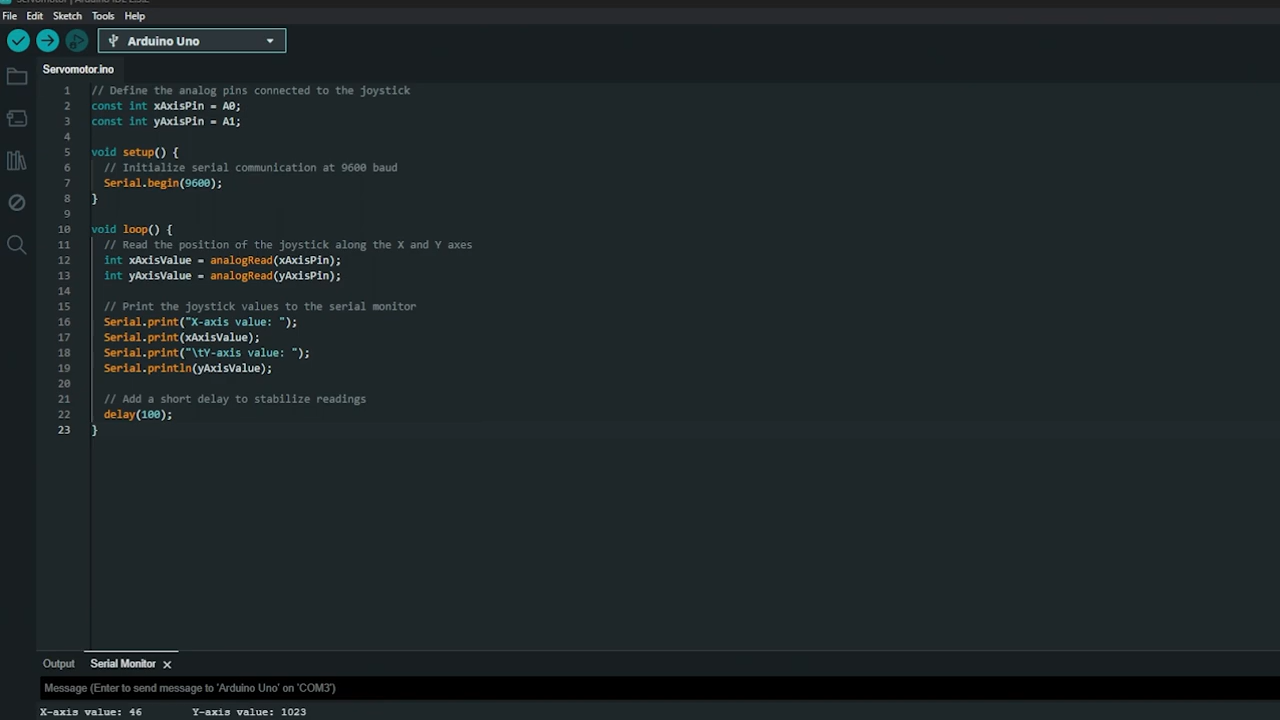 File Edit Sketch Tools Help
Arduino Uno
Servomotor.ino
1 // Define the analog pins connected to the joystick
2 const int xAxisPin = A0;
3 const int yAxisPin = A1;
4
5 void setup() {
6 // Initialize serial communication at 9600 baud
7 Serial.begin(9600);
8 }
9
10 void loop() {
11 // Read the position of the joystick along the X and Y axes
12 int xAxisValue = analogRead(xAxisPin);
13 int yAxisValue = analogRead(yAxisPin);
14
15 // Print the joystick values to the serial monitor
16 Serial.print("X-axis value: ");
17 Serial.print(xAxisValue);
18 Serial.print("\tY-axis value: ");
19 Serial.println(yAxisValue);
20
21 // Add a short delay to stabilize readings
22 delay(100);
23 }
Output Serial Monitor
Message (Enter to send message to 'Arduino Uno' on 'COM3')
X-axis value: 46 Y-axis value: 1023